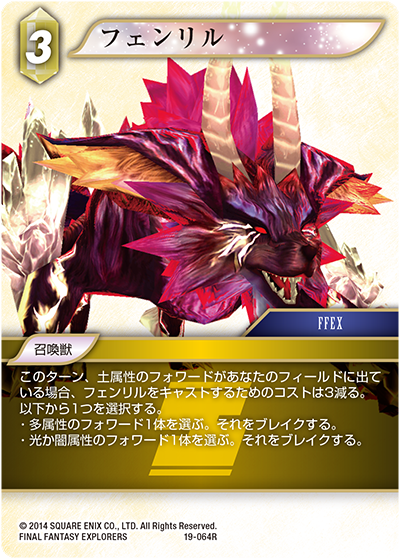 3
フェンリル
FFEX
召喚獣
このターン、土属性のフォワードがあなたのフィールドに出て
いる場合、フェンリルをキャストするためのコストは3減る。
以下から1つを選択する。
・多属性のフォワード1体を選ぶ。それをブレイクする。
・光か闇属性のフォワード1体を選ぶ。それをブレイクする。
© 2014 SQUARE ENIX CO., LTD. All Rights Reserved.
FINAL FANTASY EXPLORERS 19-064R